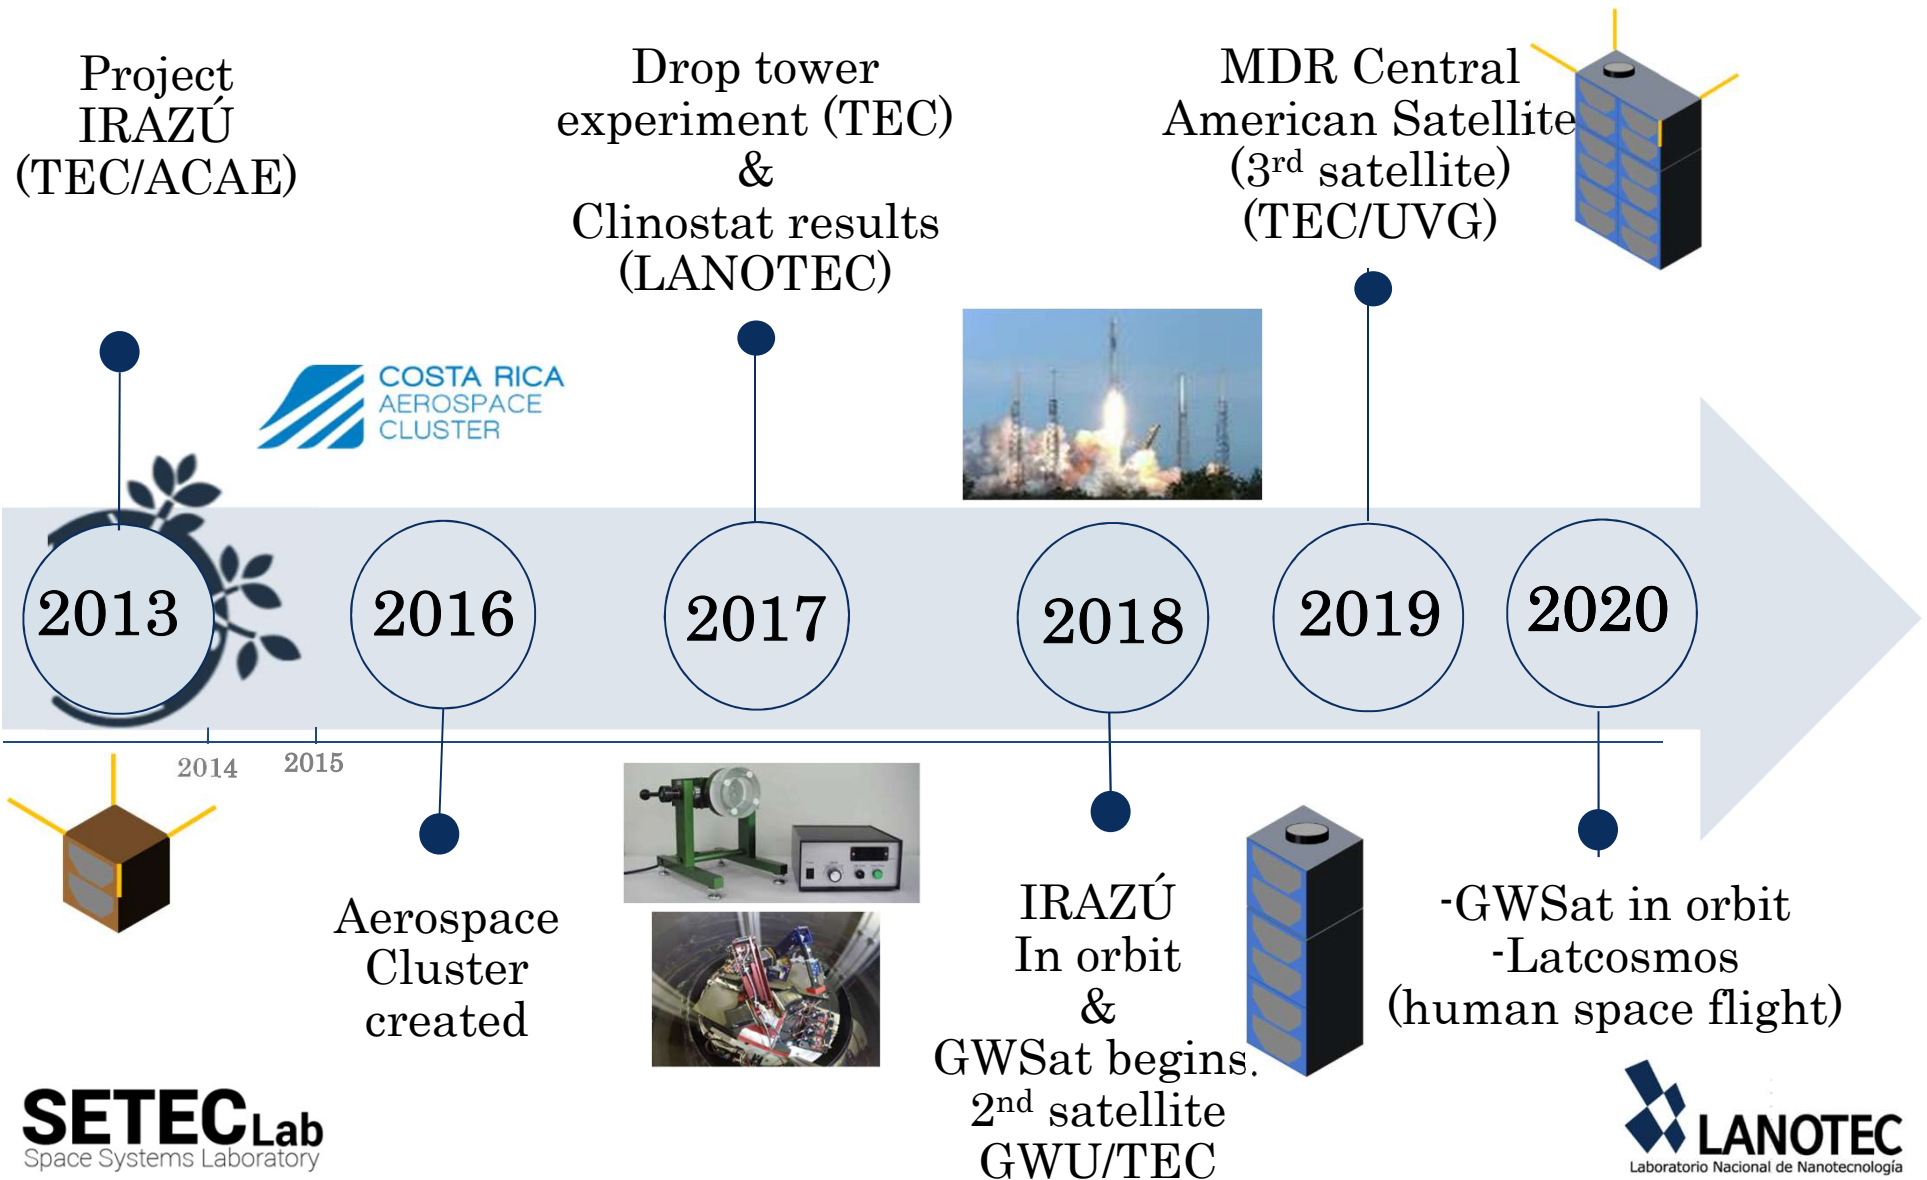 Project
IRAZÚ
(TEC/ACAE)
Drop tower
experiment (TEC)
&
Clinostat results
(LANOTEC)
MDR Central
American Satellite
(3rd satellite)
(TEC/UVG)
COSTA RICA
AEROSPACE
CLUSTER
2013
2016
2017
2018
2019
2020
2014
2015
Aerospace
Cluster
created
IRAZÚ
In orbit
&
GWSat begins.
2nd satellite
GWU/TEC
-GWSat in orbit
-Latcosmos
(human space flight)
SETEC Lab
Space Systems Laboratory
LANOTEC
Laboratorio Nacional de Nanotecnología